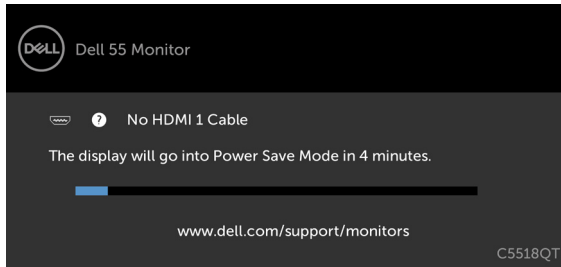 DELL Dell 55 Monitor
? No HDMI 1 Cable
The display will go into Power Save Mode in 4 minutes.
www.dell.com/support/monitors
C5518QT